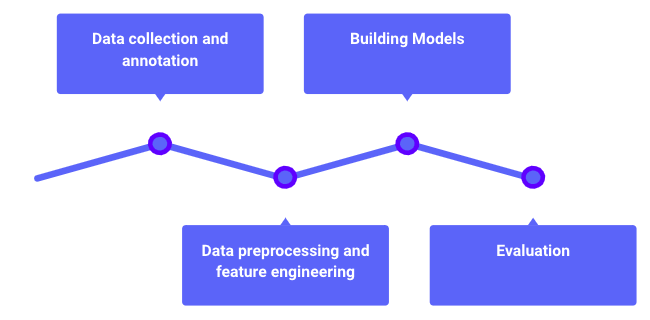 Data collection and
annotation
Building Models
Data preprocessing and
feature engineering
Evaluation